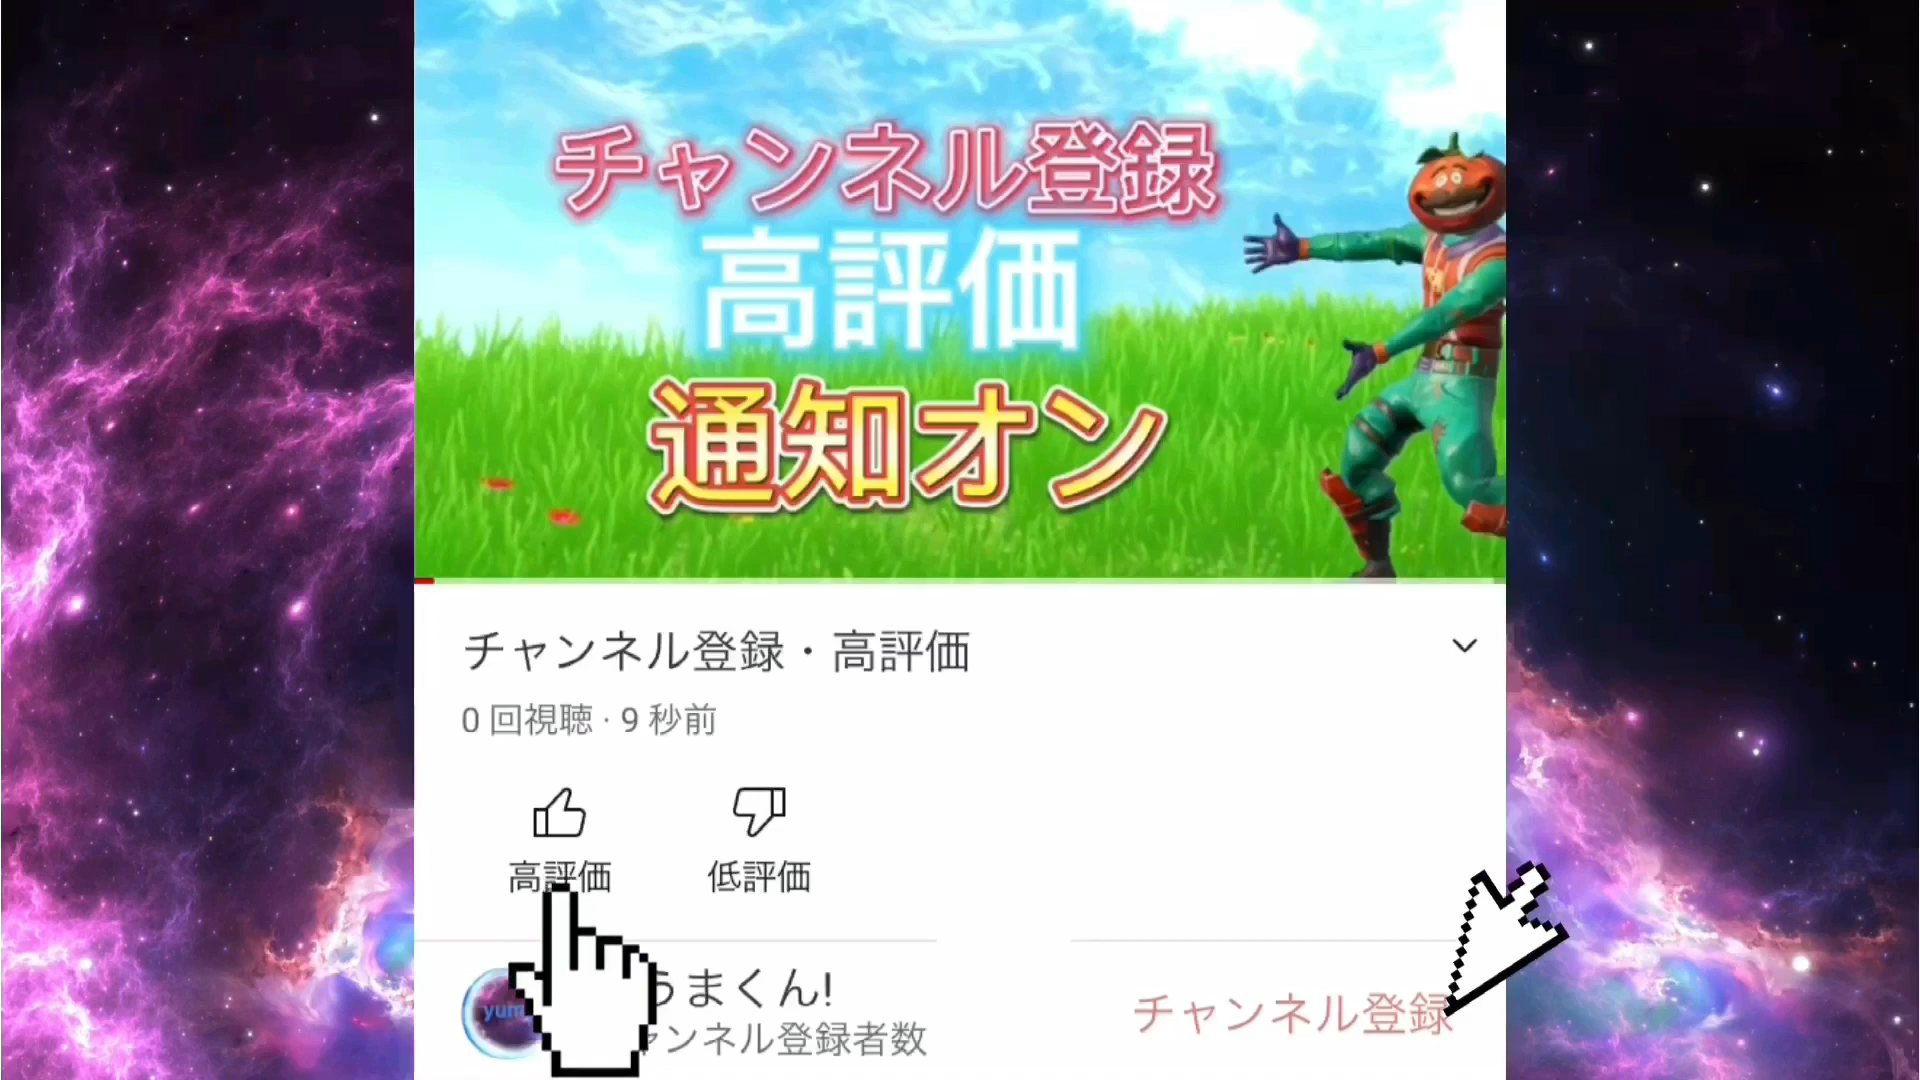 チャンネル登録
高評価
通知オン
チャンネル登録・高評価
0 回視聴 · 9 秒前
高評価
低評価
うまくん!
ャンネル登録者数
チャンネル登録